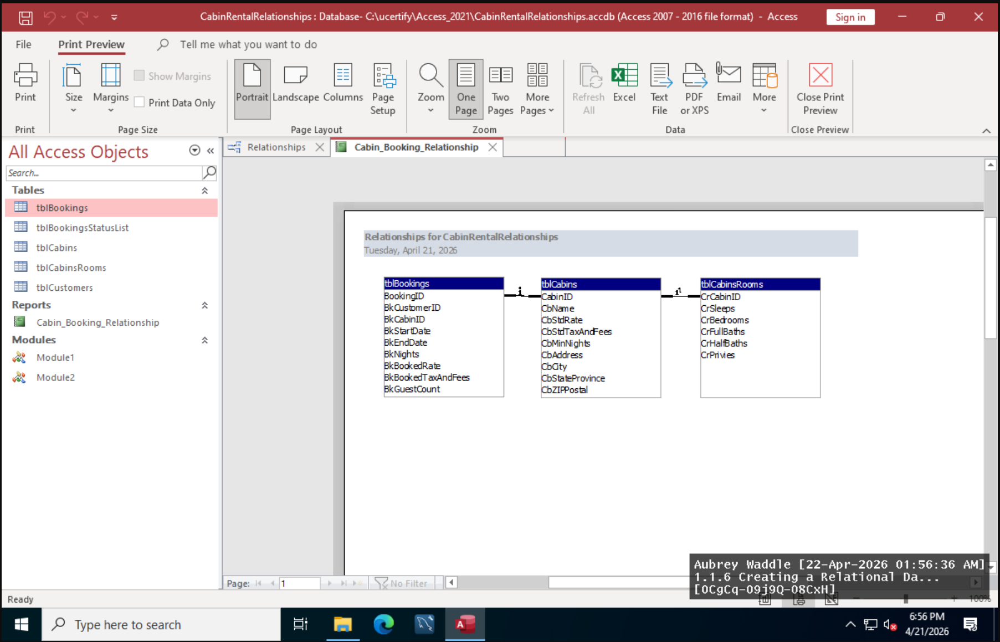 CabinRentalRelationships : Database- C:\ucertify\Access_2021\CabinRentalRelationships.accdb (Access 2007 - 2016 file format) - Access
Sign in
File
Print Preview
Tell me what you want to do
Print
Size
Margins
Show Margins
Print Data Only
Portrait
Landscape
Columns
Page Setup
Zoom
One Page
Two Pages
More Pages
Refresh All
Excel
Text File
PDF or XPS
Email
More
Close Print Preview
Print
Page Size
Page Layout
Zoom
Data
Close Preview
All Access Objects
Search...
Tables
tblBookings
tblBookingsStatusList
tblCabins
tblCabinsRooms
tblCustomers
Reports
Cabin_Booking_Relationship
Modules
Module1
Module2
Relationships
Cabin_Booking_Relationship
Relationships for CabinRentalRelationships
Tuesday, April 21, 2026
tblBookings
BookingID
BkCustomerID
BkCabinID
BkStartDate
BkEndDate
BkNights
BkBookedRate
BkBookedTaxAndFees
BkGuestCount
1
tblCabins
CabinID
CbName
CbStdRate
CbStdTaxAndFees
CbMinNights
CbAddress
CbCity
CbStateProvince
CbZIPPostal
1 1
tblCabinsRooms
CrCabinID
CrSleeps
CrBedrooms
CrFullBaths
CrHalfBaths
CrPrivies
Page: 1
No Filter
Aubrey Waddle [22-Apr-2026 01:56:36 AM]
1.1.6 Creating a Relational Da...
[OCgCq-O9j9Q-O8CxH]
Ready
100%
Type here to search
6:56 PM
4/21/2026